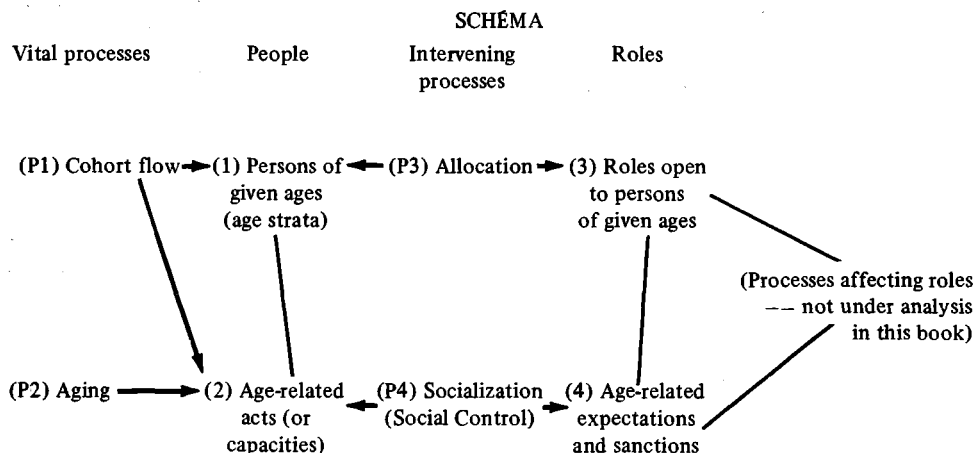 SCHÉMA
Vital processes People Intervening processes Roles
(P1) Cohort flow
(1) Persons of
given ages
(age strata)
(P3) Allocation
(3) Roles open
to persons
of given ages
(Processes affecting roles
–– not under analysis
in this book)
(P2) Aging
(2) Age-related
acts (or
capacities)
(P4) Socialization
(Social Control)
(4) Age-related
expectations
and sanctions